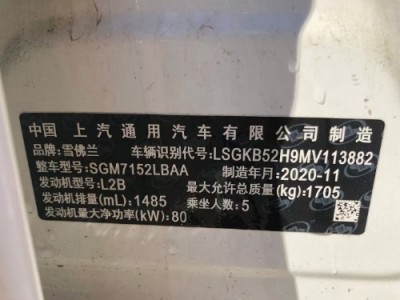 中国 上汽通用汽车有限公司制造
品牌:雪佛兰 车辆识别代号:LSGKB52H9MV113882
整车型号:SGM7152LBAA 制造年月:2020-11
发动机型号:L2B 最大允许总质量(kg):1705
发动机排量(mL):1485 乘坐人数:5
发动机最大净功率(kW):80